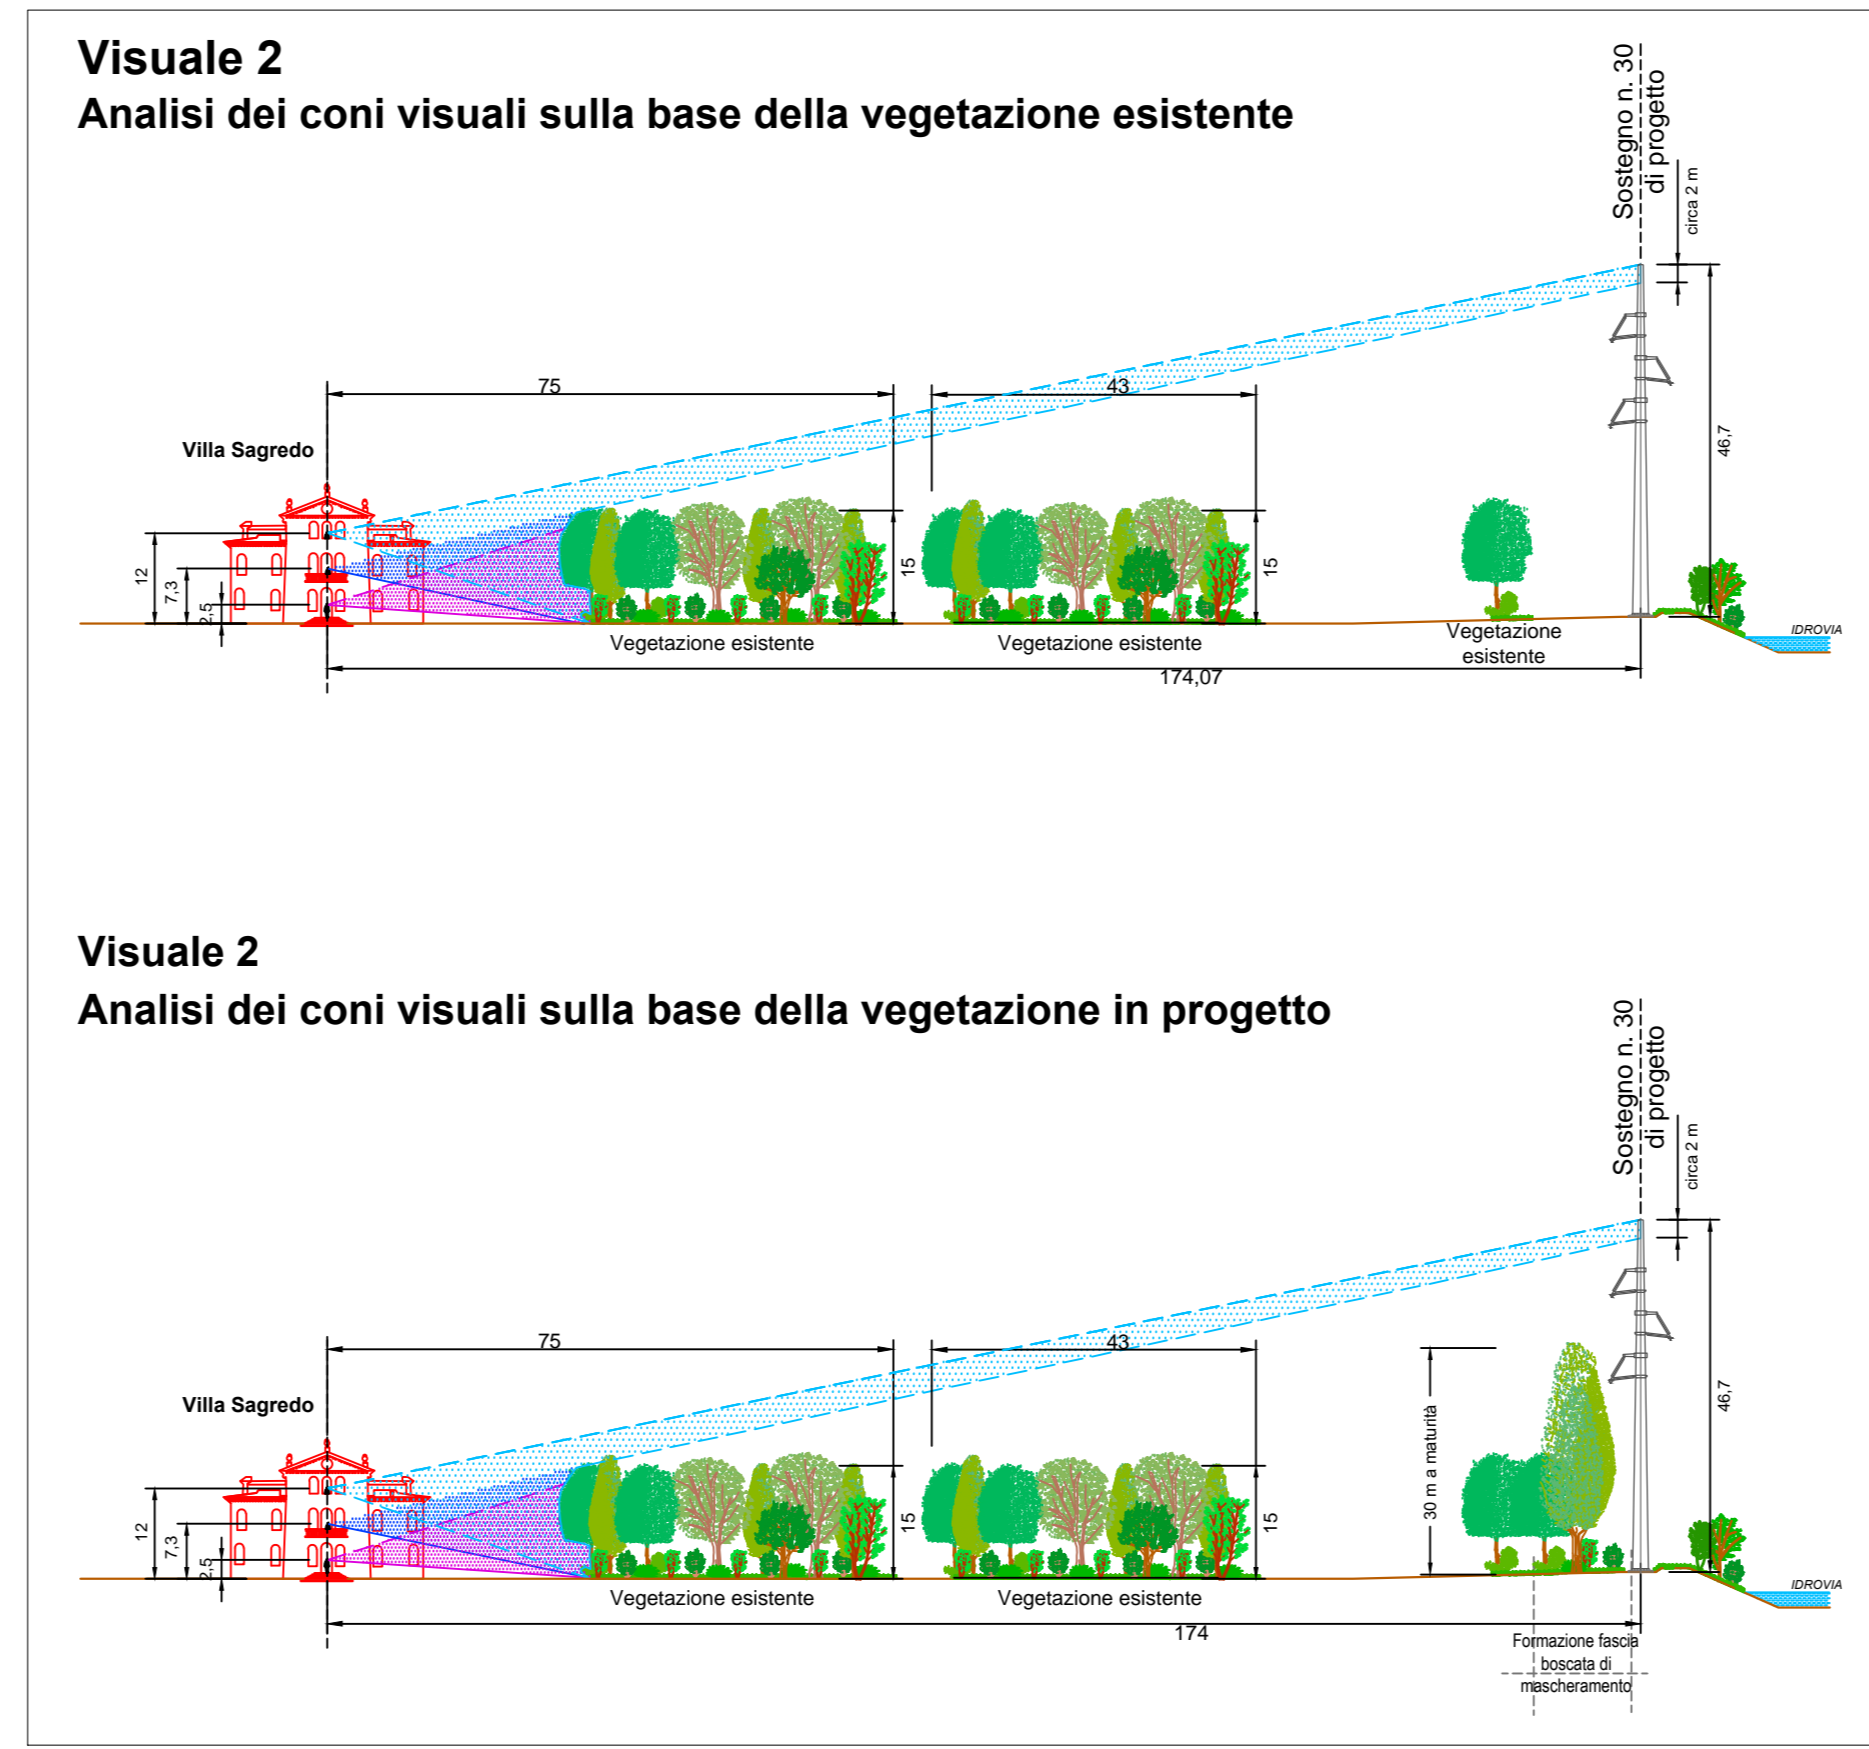 Visuale 2
Analisi dei coni visuali sulla base della vegetazione esistente
Sostegno n. 30
di progetto
circa 2 m
75
43
Villa Sagredo
46,7
12
7,3
2,5
15
15
Vegetazione esistente
Vegetazione esistente
Vegetazione
esistente
IDROVIA
174,07
Visuale 2
Analisi dei coni visuali sulla base della vegetazione in progetto
Sostegno n. 30
di progetto
circa 2 m
75
43
Villa Sagredo
30 m a maturità
46,7
12
7,3
2,5
15
15
Vegetazione esistente
Vegetazione esistente
IDROVIA
174
Formazione fascia
boscata di
mascheramento